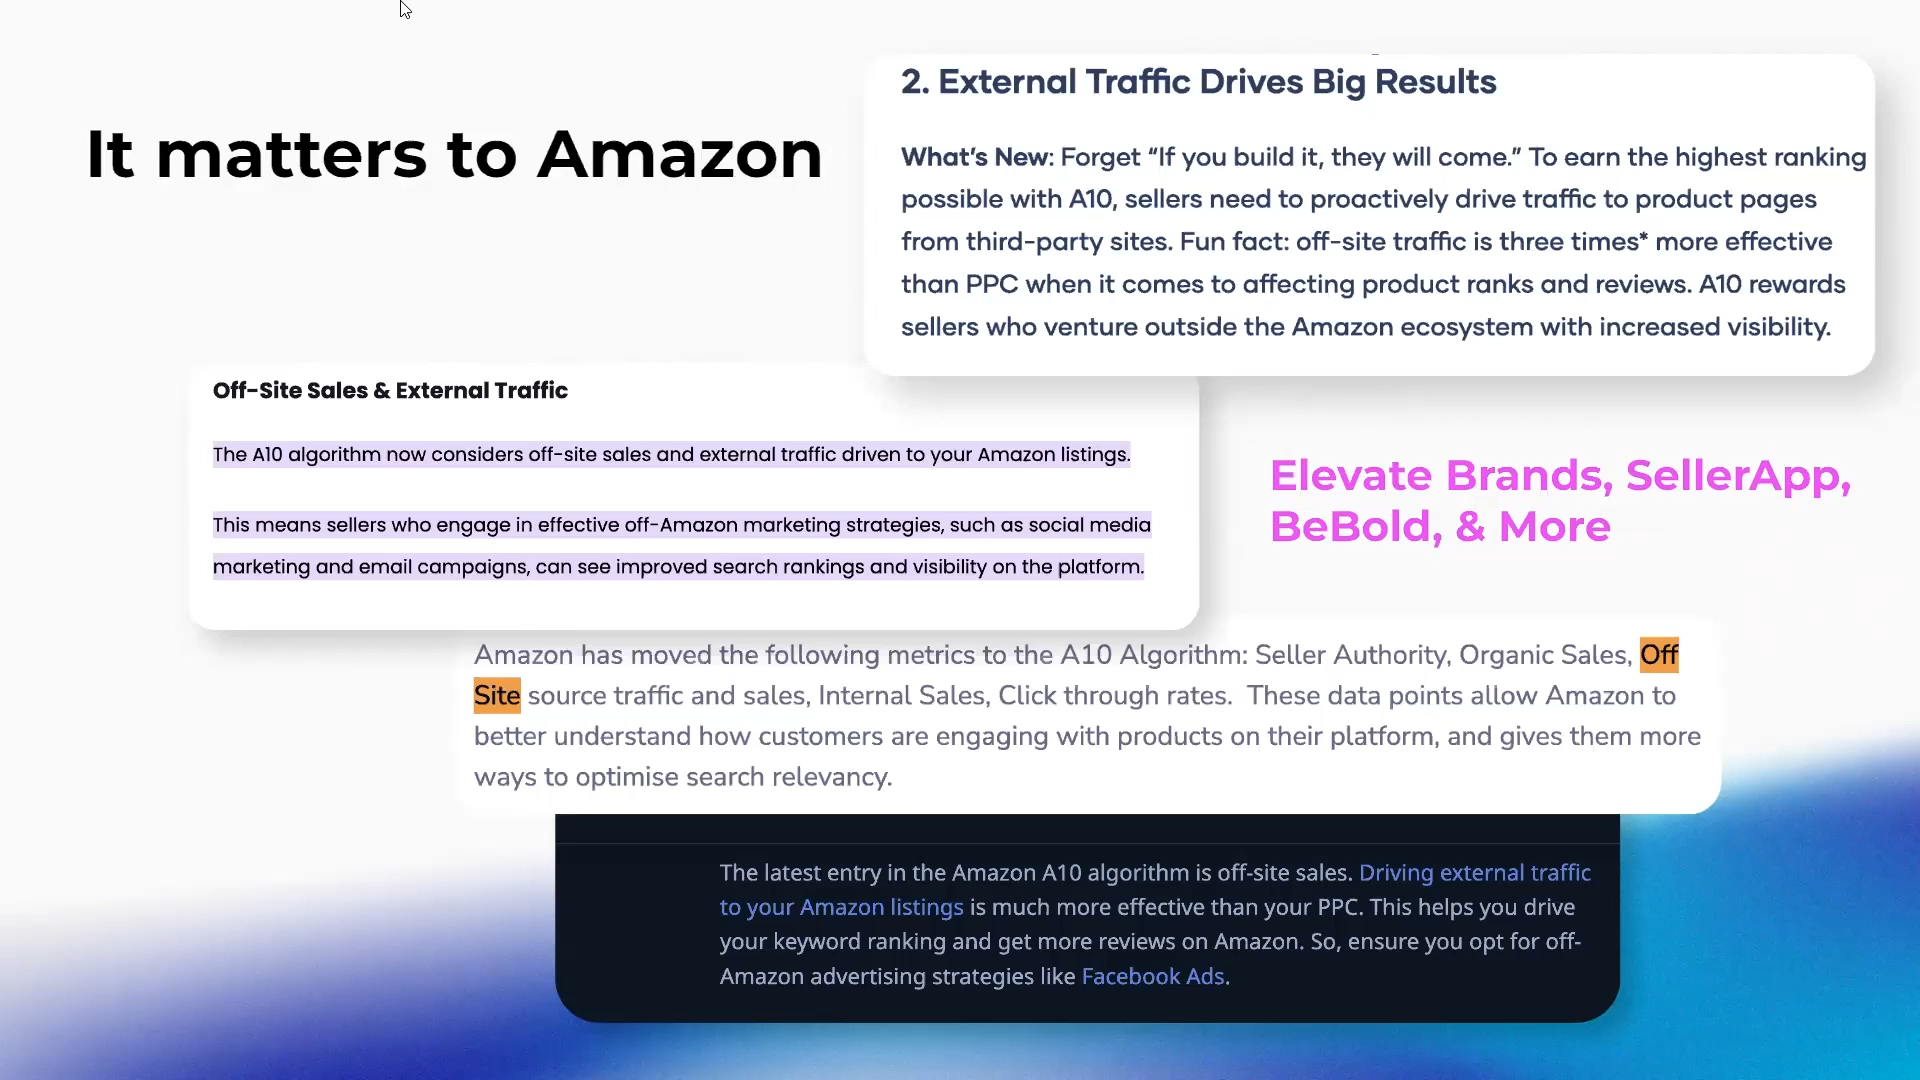 It matters to Amazon
2. External Traffic Drives Big Results
What's New: Forget “If you build it, they will come.” To earn the highest ranking
possible with A10, sellers need to proactively drive traffic to product pages
from third-party sites. Fun fact: off-site traffic is three times* more effective
than PPC when it comes to affecting product ranks and reviews. A10 rewards
sellers who venture outside the Amazon ecosystem with increased visibility.
Off-Site Sales & External Traffic
The A10 algorithm now considers off-site sales and external traffic driven to your Amazon listings.
This means sellers who engage in effective off-Amazon marketing strategies, such as social media
marketing and email campaigns, can see improved search rankings and visibility on the platform.
Elevate Brands, SellerApp,
BeBold, & More
Amazon has moved the following metrics to the A10 Algorithm: Seller Authority, Organic Sales, Off
Site source traffic and sales, Internal Sales, Click through rates.  These data points allow Amazon to
better understand how customers are engaging with products on their platform, and gives them more
ways to optimise search relevancy.
The latest entry in the Amazon A10 algorithm is off-site sales. Driving external traffic
to your Amazon listings is much more effective than your PPC. This helps you drive
your keyword ranking and get more reviews on Amazon. So, ensure you opt for off-
Amazon advertising strategies like Facebook Ads.